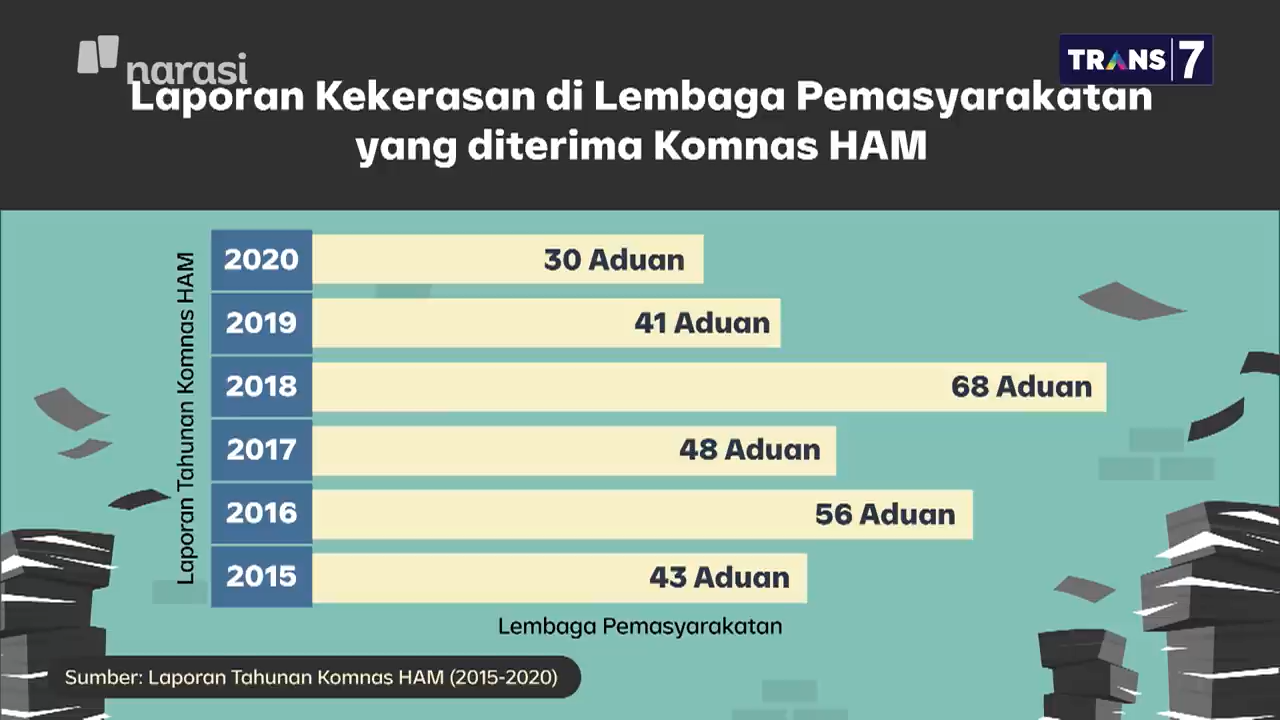 narasi
TRANS 7
Laporan Kekerasan di Lembaga Pemasyarakatan
yang diterima Komnas HAM
Laporan Tahunan Komnas HAM
2020 30 Aduan
2019 41 Aduan
2018 68 Aduan
2017 48 Aduan
2016 56 Aduan
2015 43 Aduan
Lembaga Pemasyarakatan
Sumber: Laporan Tahunan Komnas HAM (2015-2020)